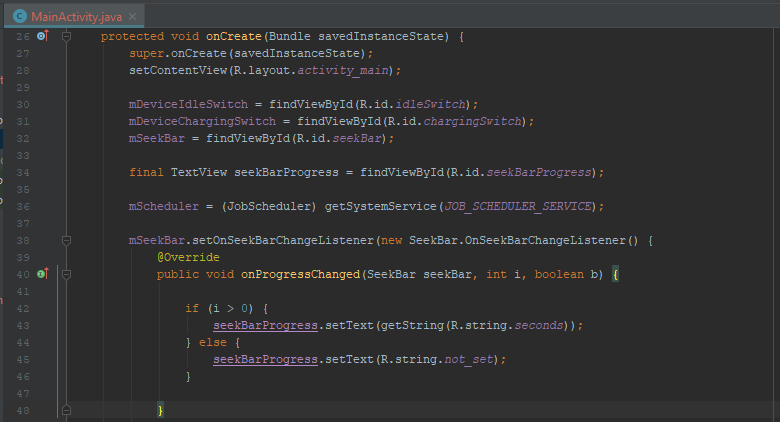 MainActivity.java
26 protected void onCreate(Bundle savedInstanceState) {
27 super.onCreate(savedInstanceState);
28 setContentView(R.layout.activity_main);
29
30 mDeviceIdleSwitch = findViewById(R.id.idleSwitch);
31 mDeviceChargingSwitch = findViewById(R.id.chargingSwitch);
32 mSeekBar = findViewById(R.id.seekBar);
33
34 final TextView seekBarProgress = findViewById(R.id.seekBarProgress);
35
36 mScheduler = (JobScheduler) getSystemService(JOB_SCHEDULER_SERVICE);
37
38 mSeekBar.setOnSeekBarChangeListener(new SeekBar.OnSeekBarChangeListener() {
39 @Override
40 public void onProgressChanged(SeekBar seekBar, int i, boolean b) {
41
42 if (i > 0) {
43 seekBarProgress.setText(getString(R.string.seconds));
44 } else {
45 seekBarProgress.setText(R.string.not_set);
46 }
47
48 }